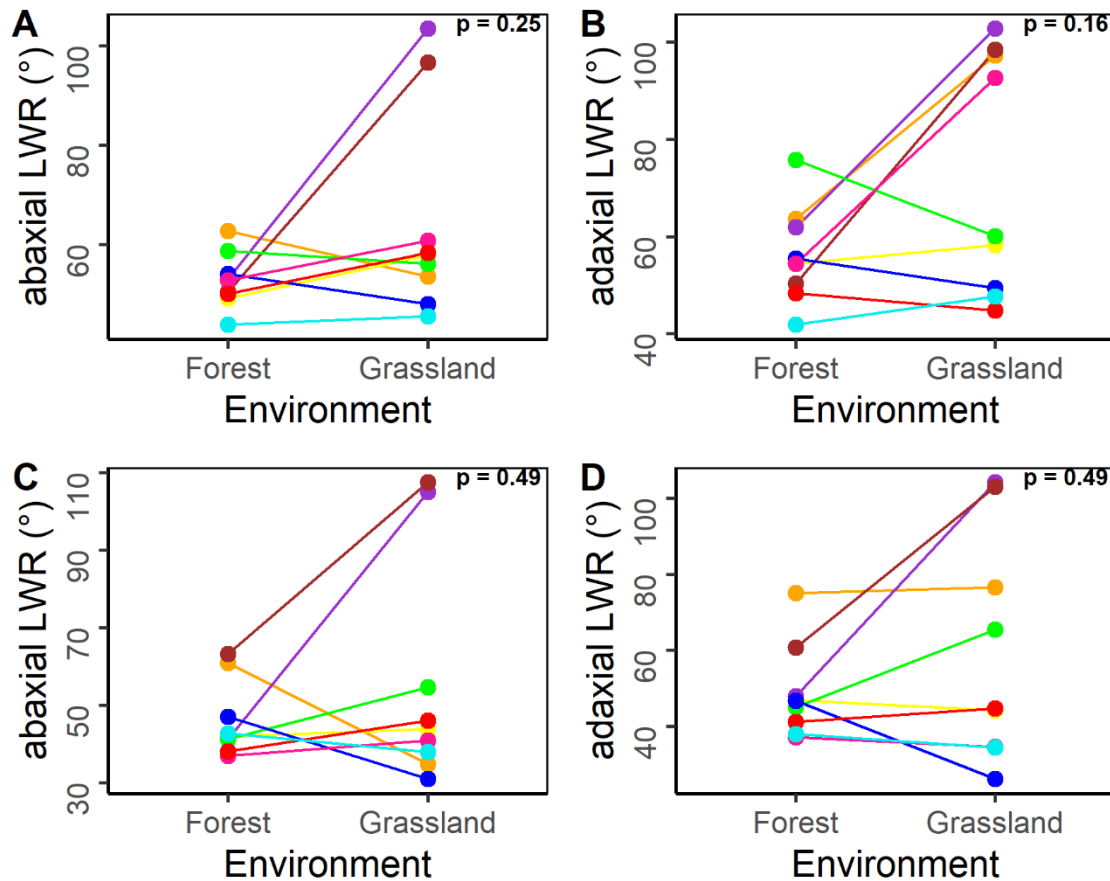 A
p = 0.25
abaxial LWR (°)
100
80
60
Forest
Grassland
Environment
B
p = 0.16
adaxial LWR (°)
100
80
60
40
Forest
Grassland
Environment
C
p = 0.49
abaxial LWR (°)
110
90
70
50
30
Forest
Grassland
Environment
D
p = 0.49
adaxial LWR (°)
100
80
60
40
Forest
Grassland
Environment